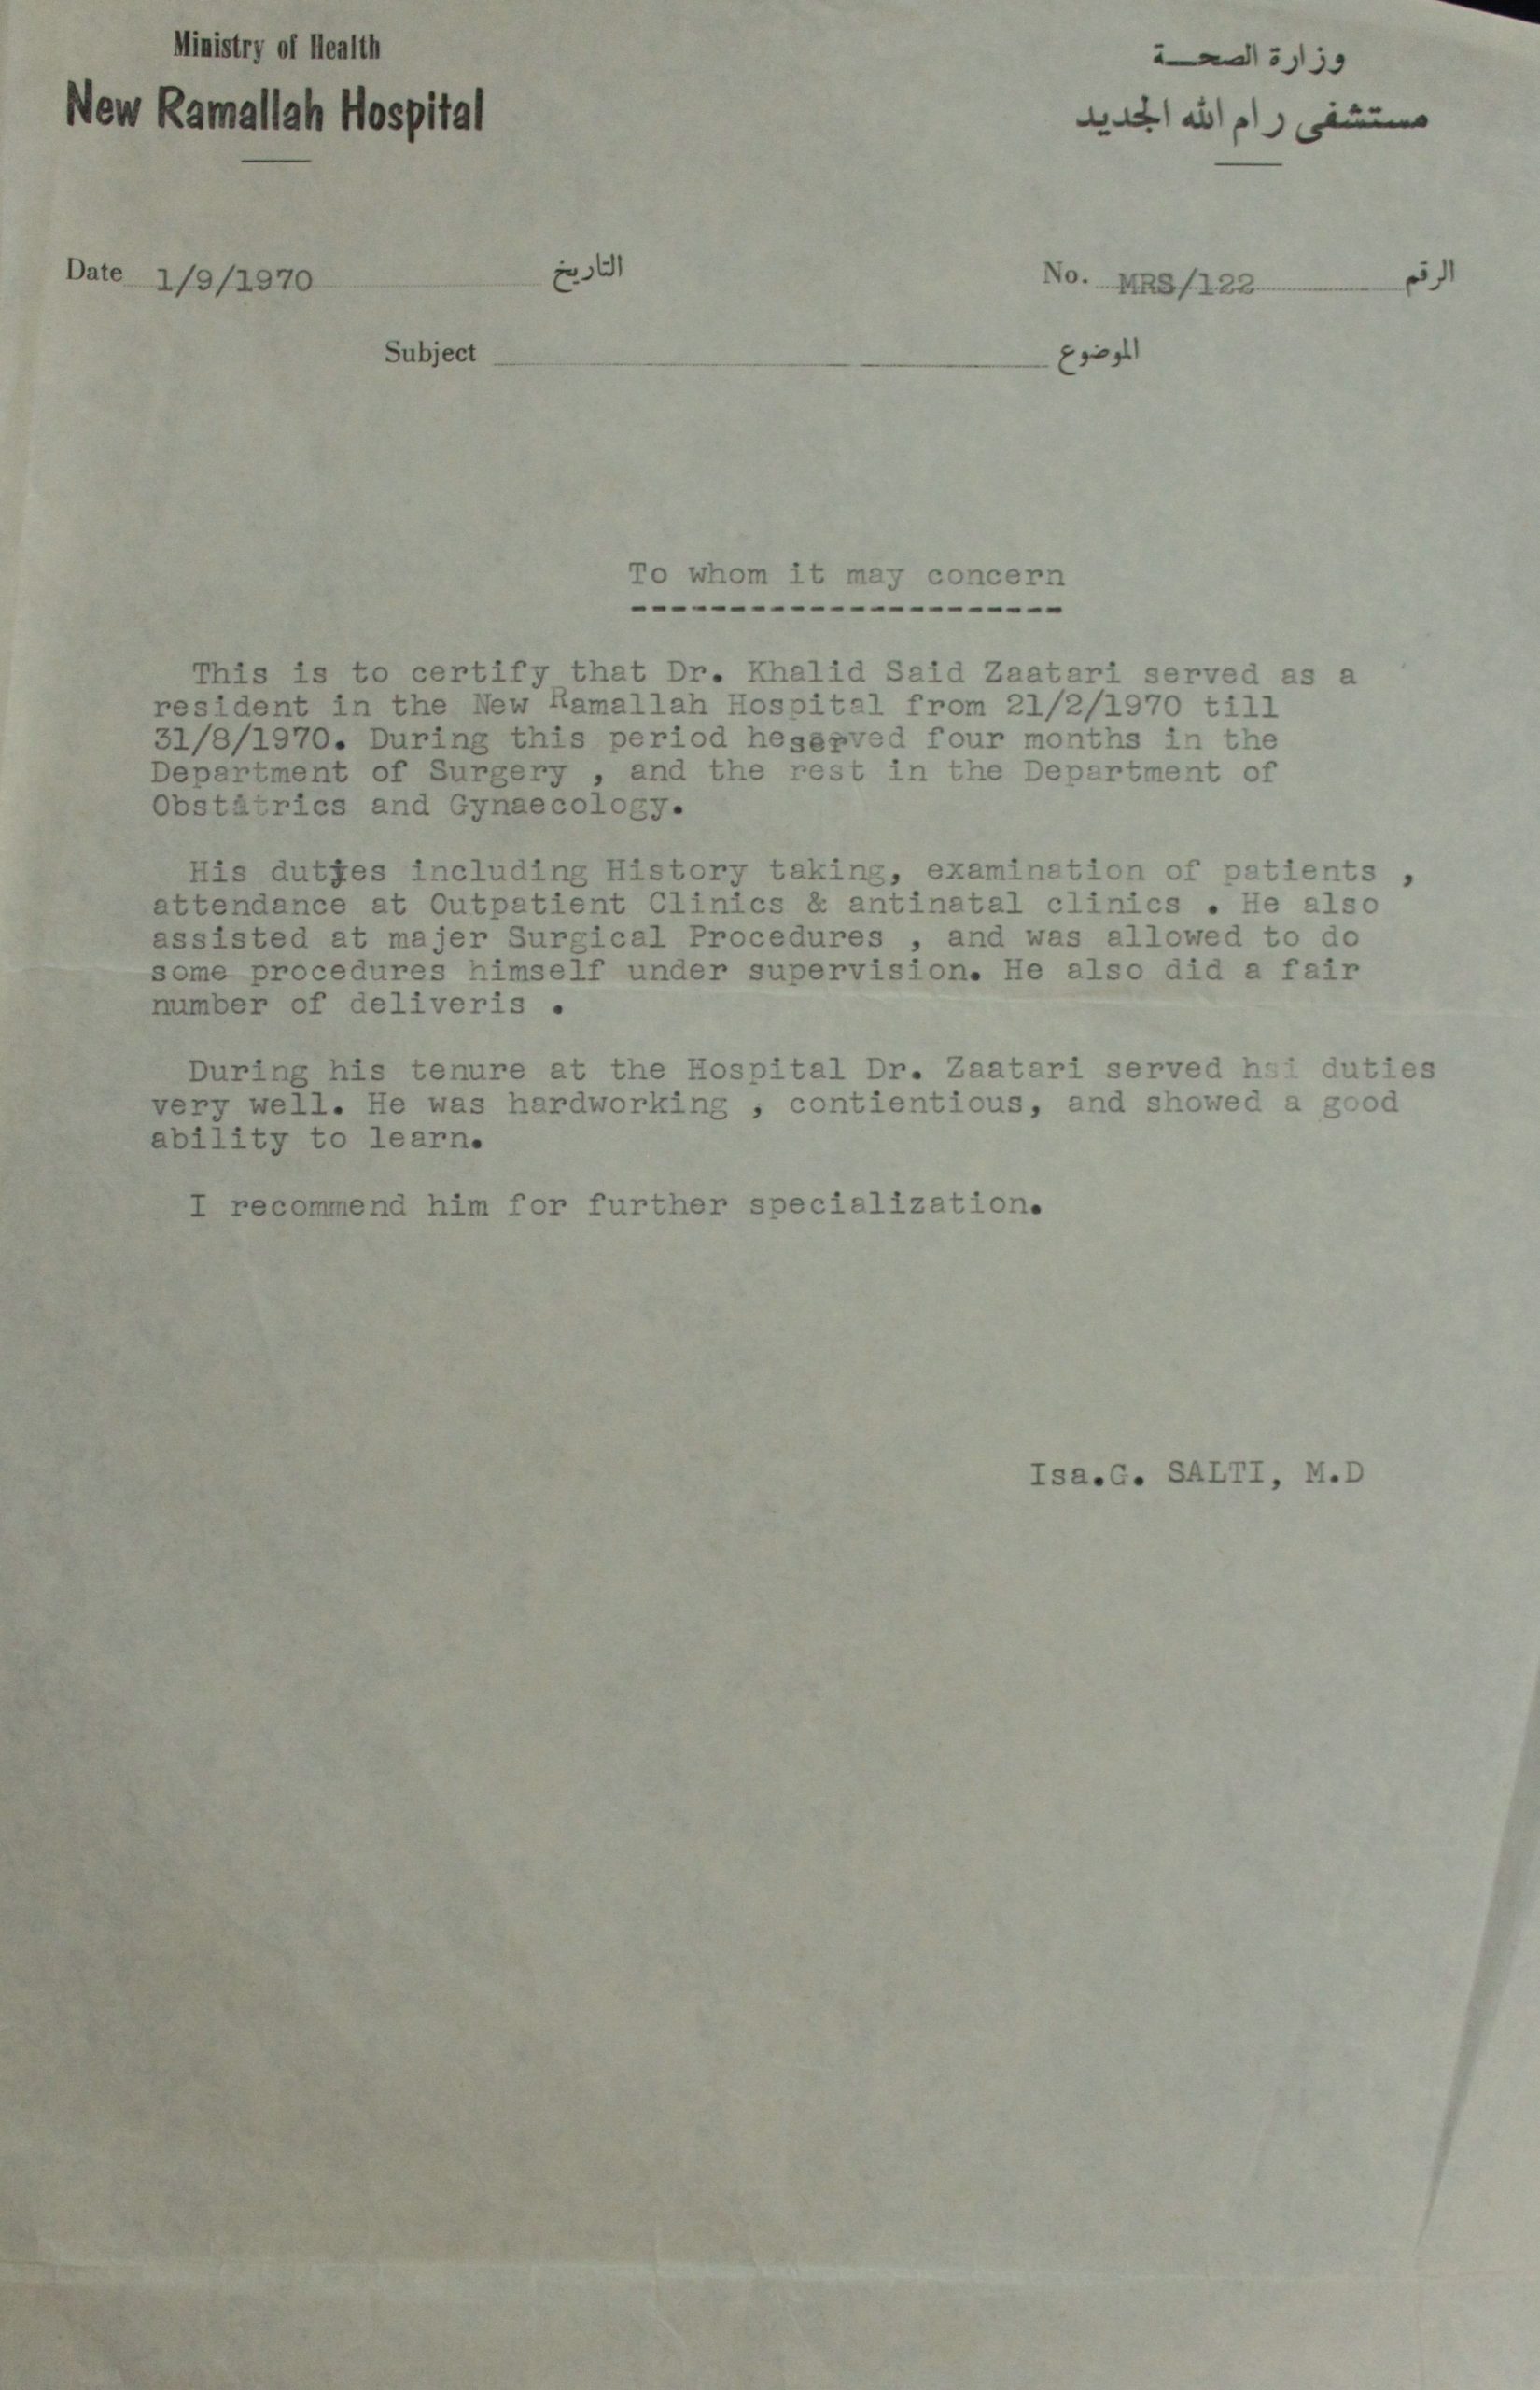 Ministry of Health
وزارة الصحة
New Ramallah Hospital
مستشفى رام الله الجديد
Date 1/9/1970 التاريخ
No. MRS/122 الرقم
Subject الموضوع
To whom it may concern
This is to certify that Dr. Khalid Said Zaatari served as a
resident in the New Ramallah Hospital from 21/2/1970 till
31/8/1970. During this period heserved four months in the
Department of Surgery , and the rest in the Department of
Obstatrics and Gynaecology.
His duties including History taking, examination of patients ,
attendance at Outpatient Clinics & antinatal clinics . He also
assisted at majer Surgical Procedures , and was allowed to do
some procedures himself under supervision. He also did a fair
number of deliveris .
During his tenure at the Hospital Dr. Zaatari served hsi duties
very well. He was hardworking , contientious, and showed a good
ability to learn.
I recommend him for further specialization.
Isa.G. SALTI, M.D